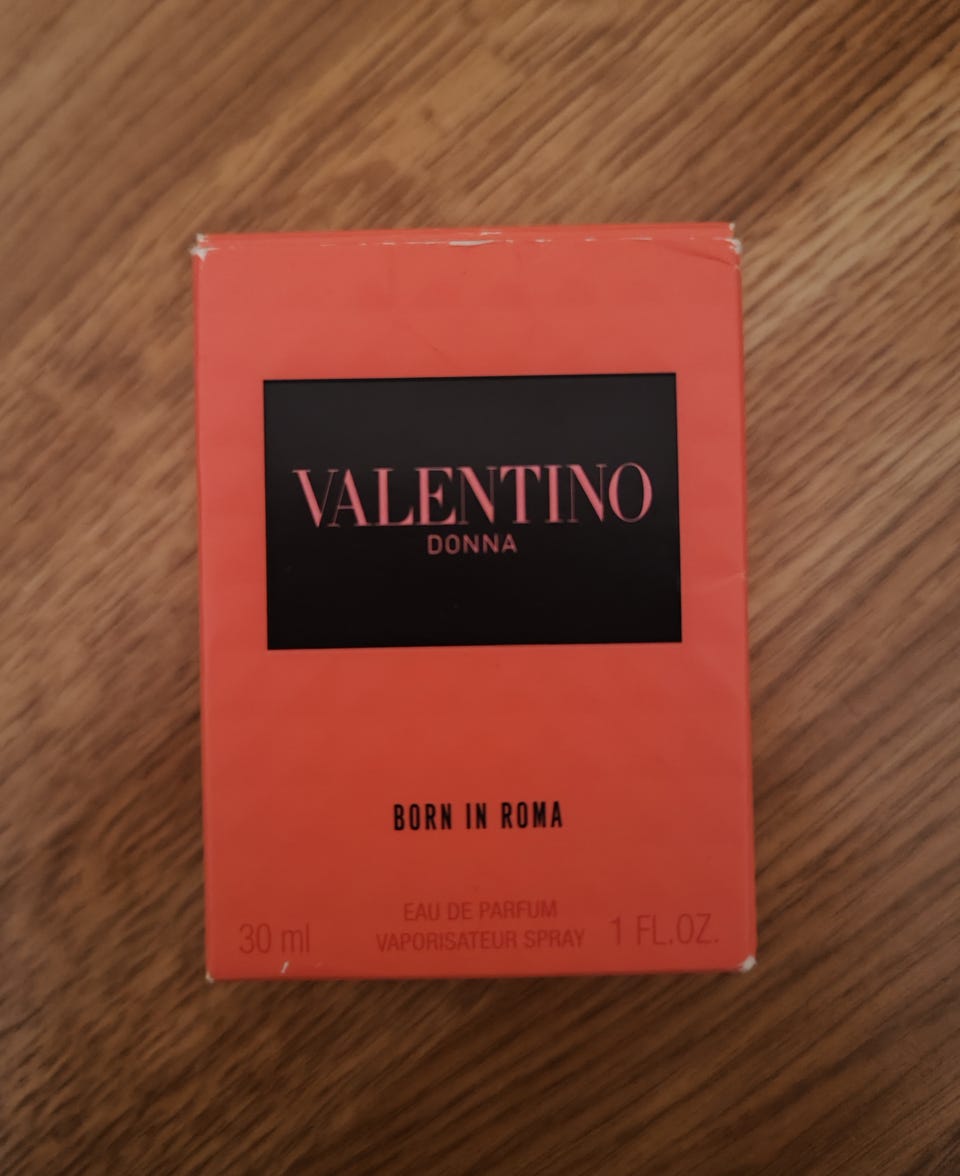 VALENTINO
DONNA
BORN IN ROMA
EAU DE PARFUM
30 ml VAPORISATEUR SPRAY 1 FL.OZ.